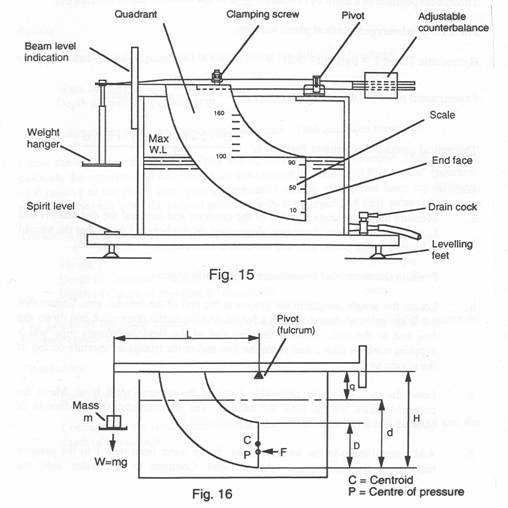 Quadrant
Clamping screw
Pivot
Adjustable
counterbalance
Beam level
indication
160
Scale
Weight
hanger
Max
W.L
100
90
End face
50
Spirit level
10
Drain cock
Levelling
feet
Fig. 15
L
Pivot
(fulcrum)
q
H
Mass
m
d
C
P
F
D
W=mg
C = Centroid
P = Centre of pressure
Fig. 16